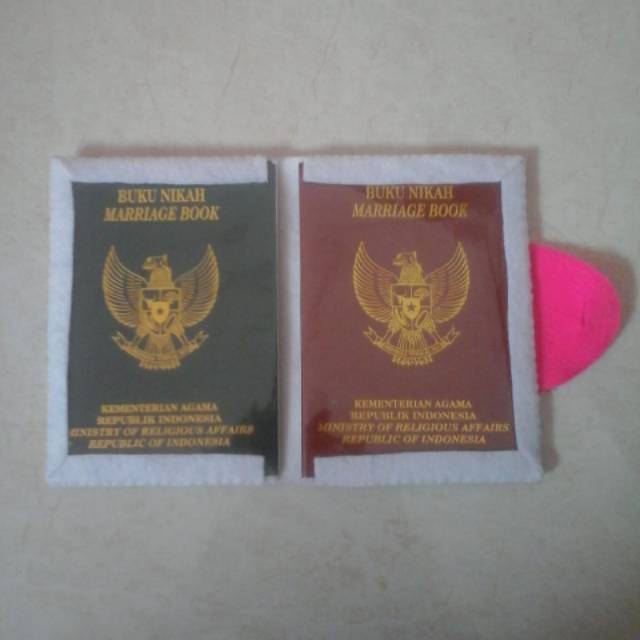 BUKU NIKAH
MARRIAGE BOOK
KEMENTERIAN AGAMA
REPUBLIK INDONESIA
MINISTRY OF RELIGIOUS AFFAIRS
REPUBLIC OF INDONESIA
BUKU NIKAH
MARRIAGE BOOK
KEMENTERIAN AGAMA
REPUBLIK INDONESIA
MINISTRY OF RELIGIOUS AFFAIRS
REPUBLIC OF INDONESIA